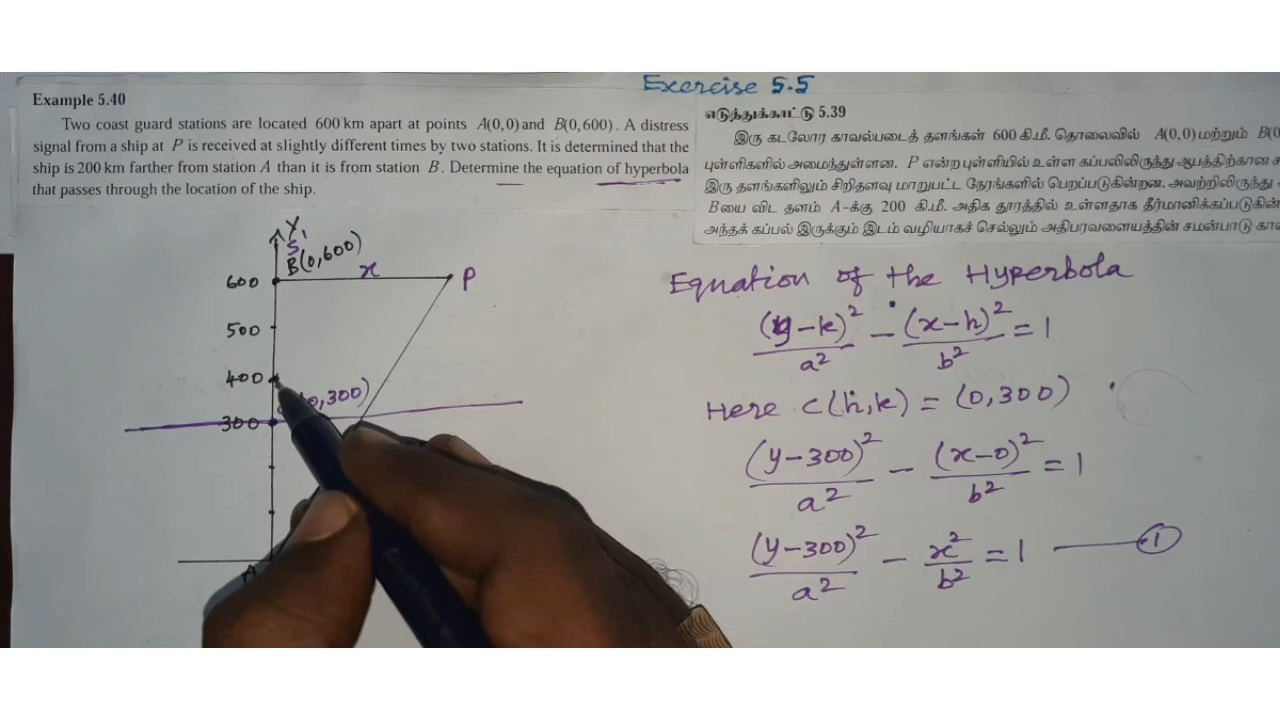 Exercise 5.5
Example 5.40
Two coast guard stations are located 600 km apart at points A(0,0) and B(0,600). A distress
signal from a ship at P is received at slightly different times by two stations. It is determined that the
ship is 200 km farther from station A than it is from station B. Determine the equation of hyperbola
that passes through the location of the ship.
எடுத்துக்காட்டு 5.39
இரு கடலோர காவல்படைத் தளங்கள் 600 கி.மீ. தொலைவில் A(0,0) மற்றும் B(0
புள்ளிகளில் அமைந்துள்ளன. P என்ற புள்ளியில் உள்ள கப்பலிலிருந்து ஆபத்திற்கான
இரு தளங்களிலும் சிறிதளவு மாறுபட்ட நேரங்களில் பெறப்படுகின்றன. அவற்றிலிருந்து
Bயை விட தளம் A-க்கு 200 கி.மீ. அதிக தூரத்தில் உள்ளதாக தீர்மானிக்கப்படுகின்
அந்தக் கப்பல் இருக்கும் இடம் வழியாகச் செல்லும் அதிபரவளையத்தின் சமன்பாடு
Y
S1
B(0,600)
600
x
P
500
400
0,300)
300
A
Equation of the Hyperbola
(y-k)²/a² - (x-h)²/b² = 1
Here C(h,k) = (0,300)
(y-300)²/a² - (x-0)²/b² = 1
(y-300)²/a² - x²/b² = 1 ——— 1